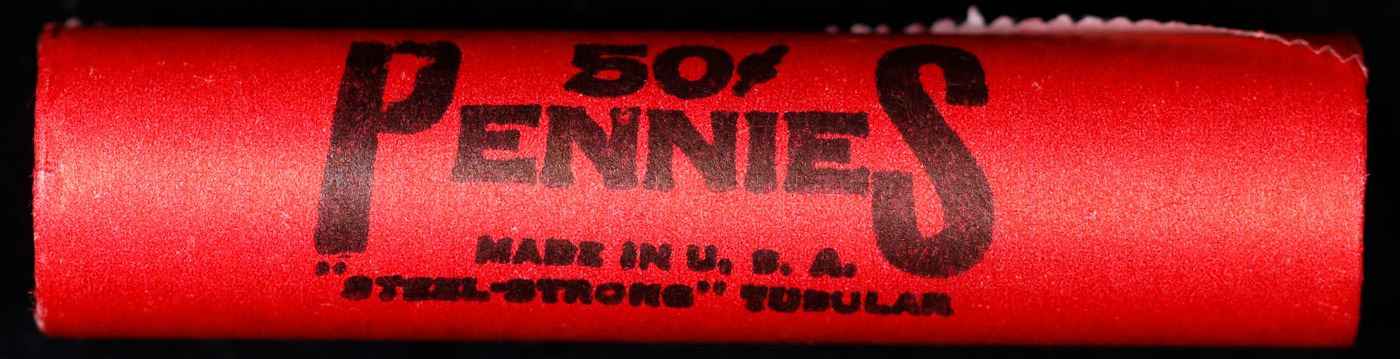 50¢
PENNIES
MADE IN U. S. A.
"STEEL-STRONG" TUBULAR